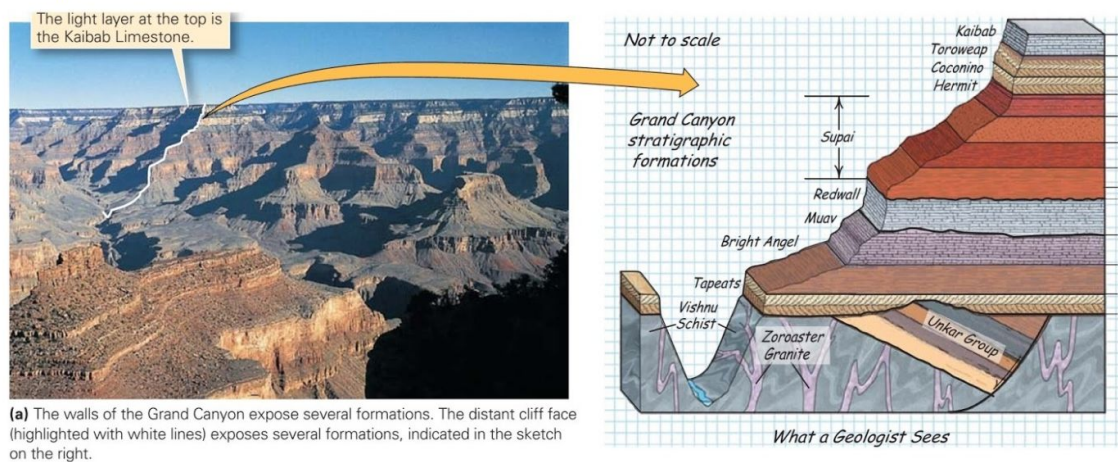 The light layer at the top is
the Kaibab Limestone.
(a) The walls of the Grand Canyon expose several formations. The distant cliff face
(highlighted with white lines) exposes several formations, indicated in the sketch
on the right.
Not to scale
Grand Canyon
stratigraphic
formations
Kaibab
Toroweap
Coconino
Hermit
Supai
Redwall
Muav
Bright Angel
Tapeats
Vishnu
Schist
Zoroaster
Granite
Unkar Group
What a Geologist Sees